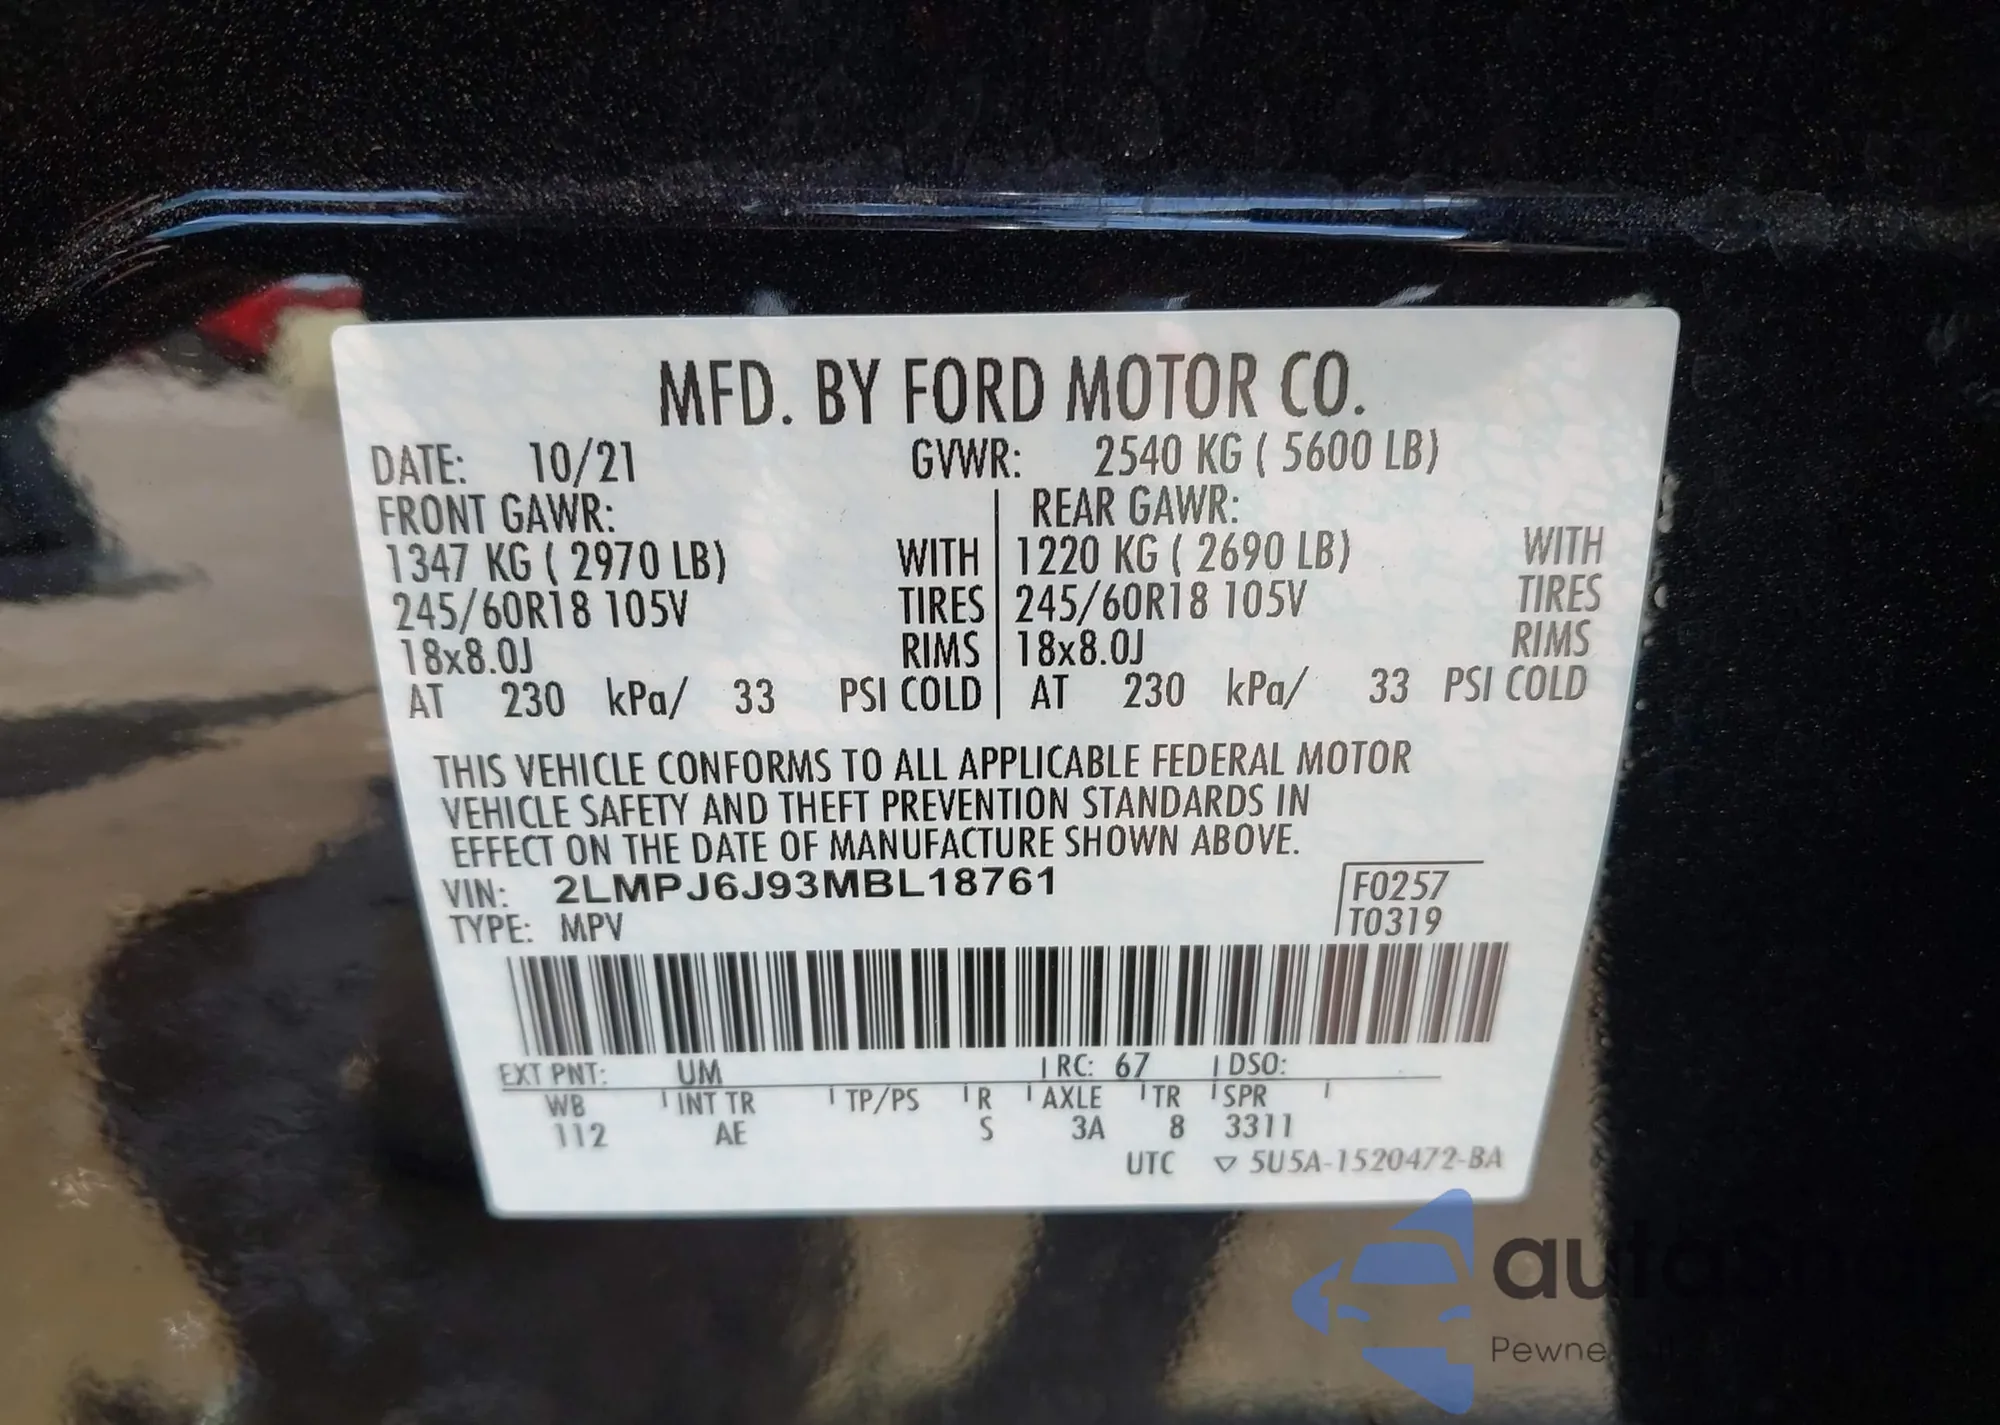 MFD. BY FORD MOTOR CO.
DATE: 10/21 GVWR: 2540 KG ( 5600 LB)
FRONT GAWR: REAR GAWR:
1347 KG ( 2970 LB) WITH 1220 KG ( 2690 LB) WITH
245/60R18 105V TIRES 245/60R18 105V TIRES
18x8.0J RIMS 18x8.0J RIMS
AT 230 kPa/ 33 PSI COLD AT 230 kPa/ 33 PSI COLD
THIS VEHICLE CONFORMS TO ALL APPLICABLE FEDERAL MOTOR
VEHICLE SAFETY AND THEFT PREVENTION STANDARDS IN
EFFECT ON THE DATE OF MANUFACTURE SHOWN ABOVE.
VIN: 2LMPJ6J93MBL18761 F0257
TYPE: MPV T0319
EXT PNT: UM RC: 67 DSO:
WB INT TR TP/PS R AXLE TR SPR
112 AE S 3A 8 3311
UTC ▽ 5U5A-1520472-BA
Pewne